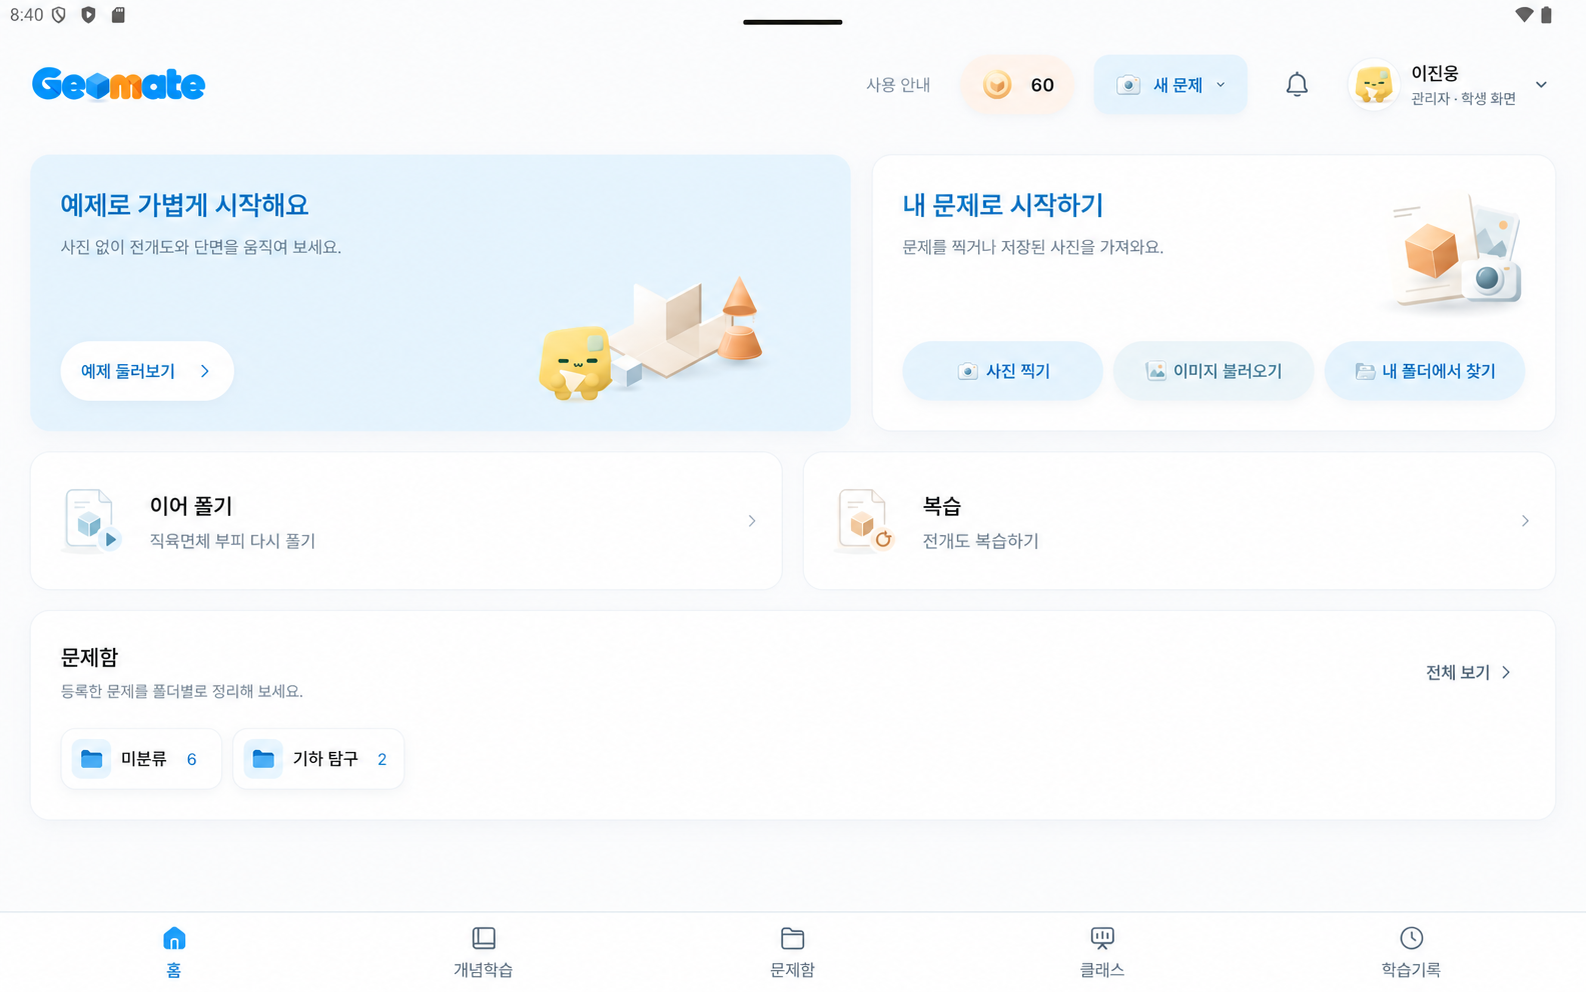 8:40
Geomate
사용 안내
60
새 문제
이진웅
관리자 · 학생 화면
예제로 가볍게 시작해요
사진 없이 전개도와 단면을 움직여 보세요.
예제 둘러보기
내 문제로 시작하기
문제를 찍거나 저장된 사진을 가져와요.
사진 찍기
이미지 불러오기
내 폴더에서 찾기
이어 풀기
직육면체 부피 다시 풀기
복습
전개도 복습하기
문제함
등록한 문제를 폴더별로 정리해 보세요.
전체 보기
미분류 6
기하 탐구 2
홈
개념학습
문제함
클래스
학습기록